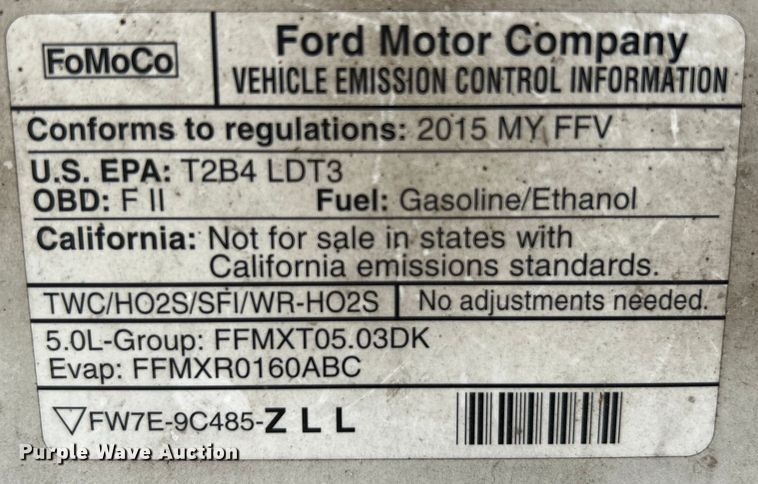 FoMoCo
Ford Motor Company
VEHICLE EMISSION CONTROL INFORMATION
Conforms to regulations: 2015 MY FFV
U.S. EPA: T2B4 LDT3
OBD: F II Fuel: Gasoline/Ethanol
California: Not for sale in states with
California emissions standards.
TWC/HO2S/SFI/WR-HO2S No adjustments needed.
5.0L-Group: FFMXT05.03DK
Evap: FFMXR0160ABC
▽FW7E-9C485-ZLL
Purple Wave Auction